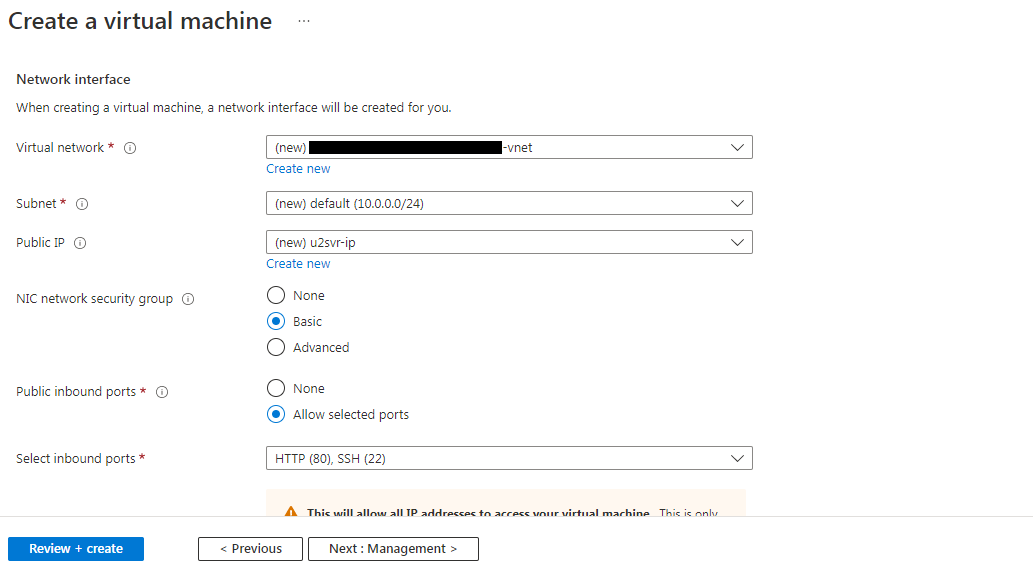 Create a virtual machine ...
Network interface
When creating a virtual machine, a network interface will be created for you.
Virtual network *
(new) -vnet
Create new
Subnet *
(new) default (10.0.0.0/24)
Public IP
(new) u2svr-ip
Create new
NIC network security group
None
Basic
Advanced
Public inbound ports *
None
Allow selected ports
Select inbound ports *
HTTP (80), SSH (22)
This will allow all IP addresses to access your virtual machine. This is only
Review + create
< Previous
Next : Management >